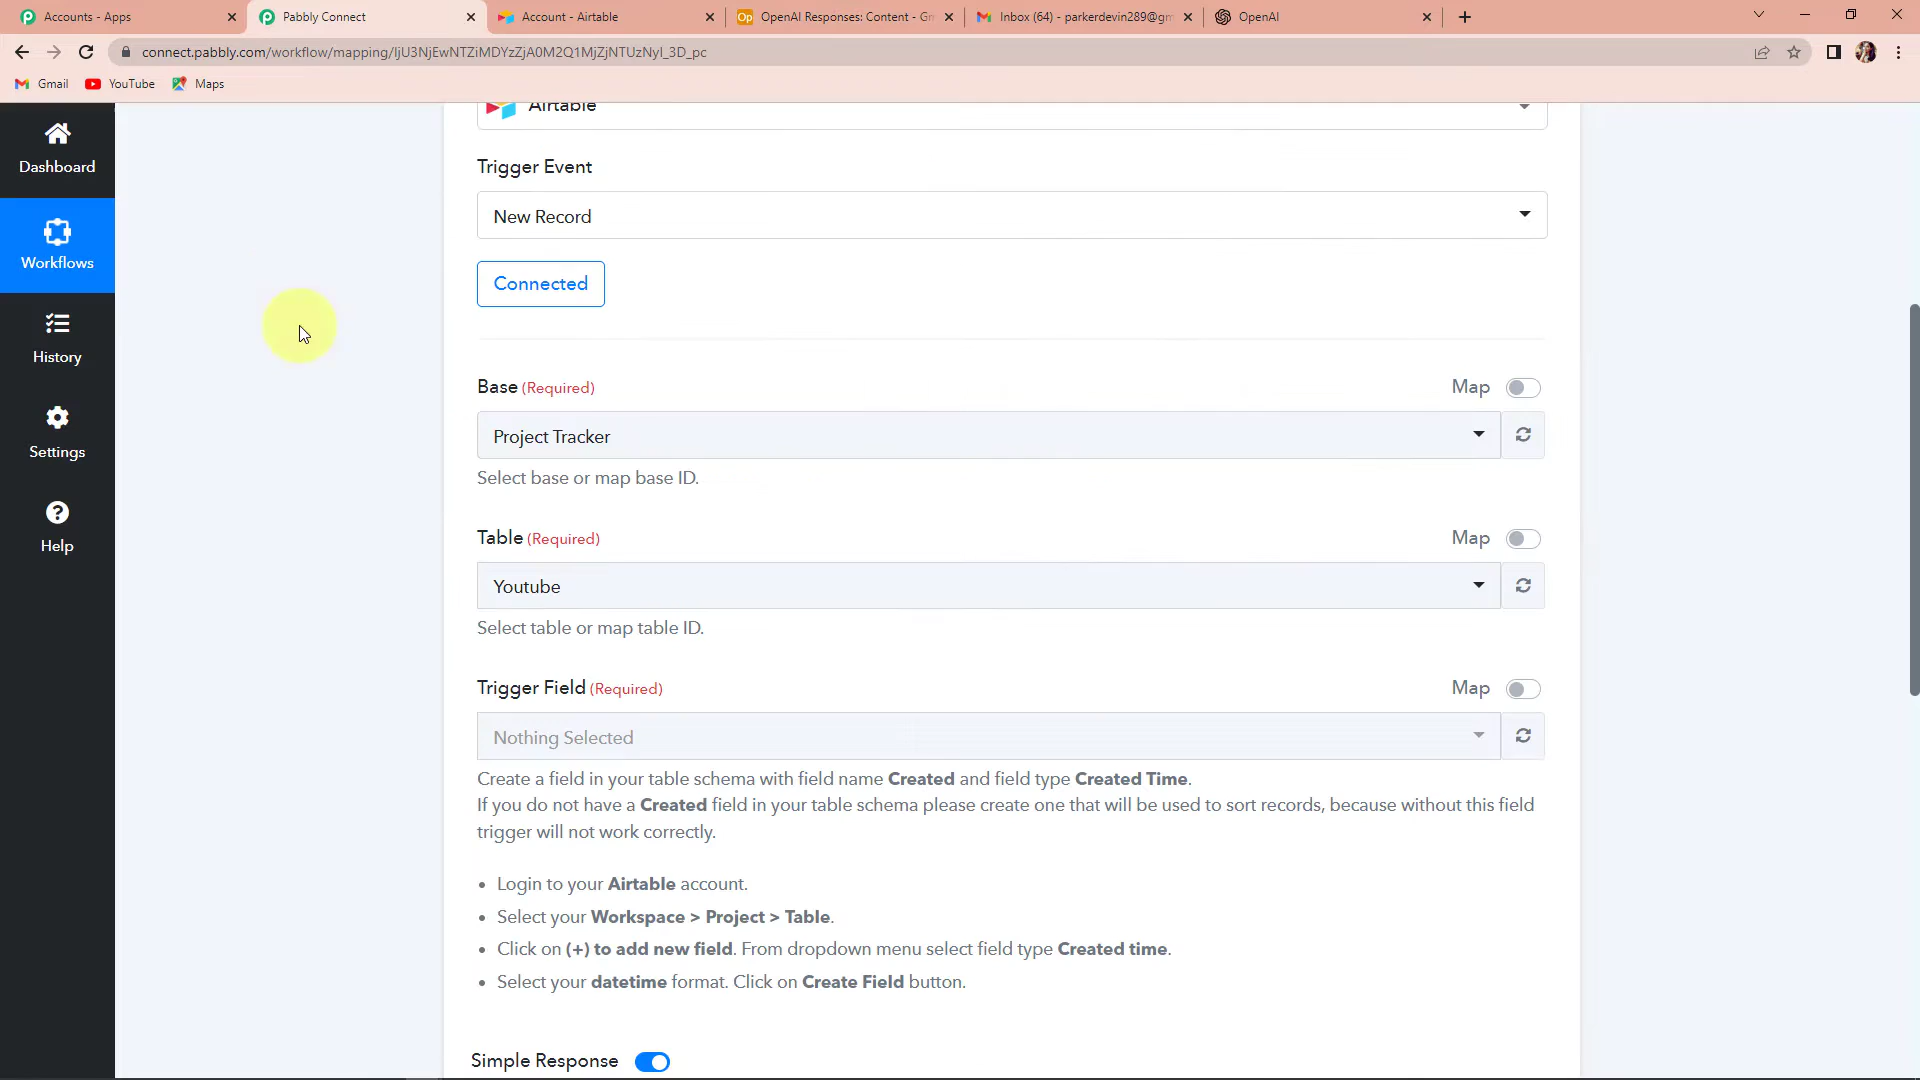 Accounts - Apps
Pabbly Connect
Account - Airtable
OpenAI Responses: Content - Gm
Inbox (64) - parkerdevin289@gm
OpenAI
connect.pabbly.com/workflow/mapping/IjU3NjEwNTZiMDYzZjA0M2Q1MjZjNTUzNyI_3D_pc
Gmail
YouTube
Maps
Airtable
Dashboard
Trigger Event
New Record
Workflows
Connected
History
Base (Required)
Map
Project Tracker
Settings
Select base or map base ID.
Table (Required)
Map
Help
Youtube
Select table or map table ID.
Trigger Field (Required)
Map
Nothing Selected
Create a field in your table schema with field name Created and field type Created Time.
If you do not have a Created field in your table schema please create one that will be used to sort records, because without this field
trigger will not work correctly.
• Login to your Airtable account.
• Select your Workspace > Project > Table.
• Click on (+) to add new field. From dropdown menu select field type Created time.
• Select your datetime format. Click on Create Field button.
Simple Response